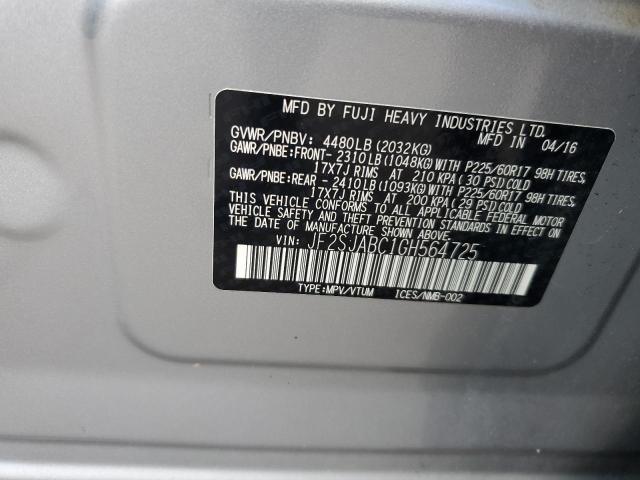 MFD BY FUJI HEAVY INDUSTRIES LTD.
GVWR/PNBV: 4480LB(2032KG) MFD IN 04/16
GAWR/PNBE:FRONT-2310LB(1048KG)WITH P225/60R17 98H TIRES,
17X7J RIMS AT 210 KPA(30 PSI)COLD
GAWR/PNBE:REAR -2410LB(1093KG)WITH P225/60R17 98H TIRES,
17X7J RIMS AT 200 KPA(29 PSI)COLD
THIS VEHICLE CONFORMS TO ALL APPLICABLE FEDERAL MOTOR
VEHICLE SAFETY AND THEFT PREVENTION STANDARDS IN EFFECT ON
THE DATE OF MANUFACTURE SHOWN ABOVE.
VIN: JF2SJABC1GH564725
TYPE:MPV/VTUM ICES/NMB-002